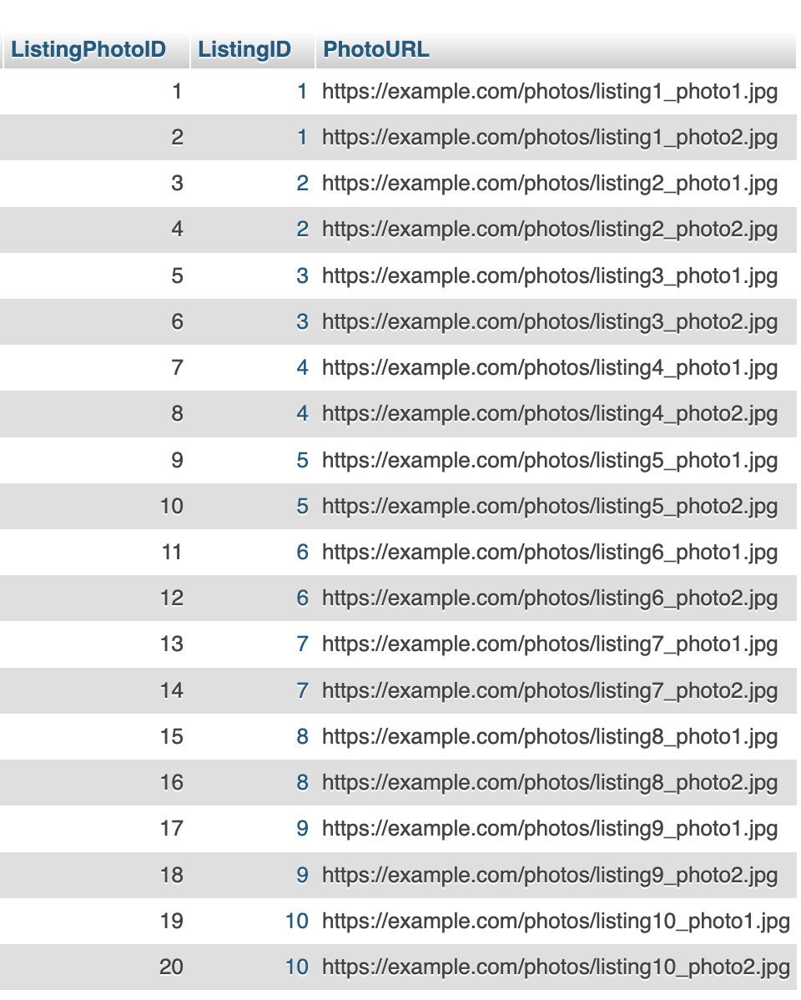 ListingPhotoID ListingID PhotoURL
1 1 https://example.com/photos/listing1_photo1.jpg
2 1 https://example.com/photos/listing1_photo2.jpg
3 2 https://example.com/photos/listing2_photo1.jpg
4 2 https://example.com/photos/listing2_photo2.jpg
5 3 https://example.com/photos/listing3_photo1.jpg
6 3 https://example.com/photos/listing3_photo2.jpg
7 4 https://example.com/photos/listing4_photo1.jpg
8 4 https://example.com/photos/listing4_photo2.jpg
9 5 https://example.com/photos/listing5_photo1.jpg
10 5 https://example.com/photos/listing5_photo2.jpg
11 6 https://example.com/photos/listing6_photo1.jpg
12 6 https://example.com/photos/listing6_photo2.jpg
13 7 https://example.com/photos/listing7_photo1.jpg
14 7 https://example.com/photos/listing7_photo2.jpg
15 8 https://example.com/photos/listing8_photo1.jpg
16 8 https://example.com/photos/listing8_photo2.jpg
17 9 https://example.com/photos/listing9_photo1.jpg
18 9 https://example.com/photos/listing9_photo2.jpg
19 10 https://example.com/photos/listing10_photo1.jpg
20 10 https://example.com/photos/listing10_photo2.jpg